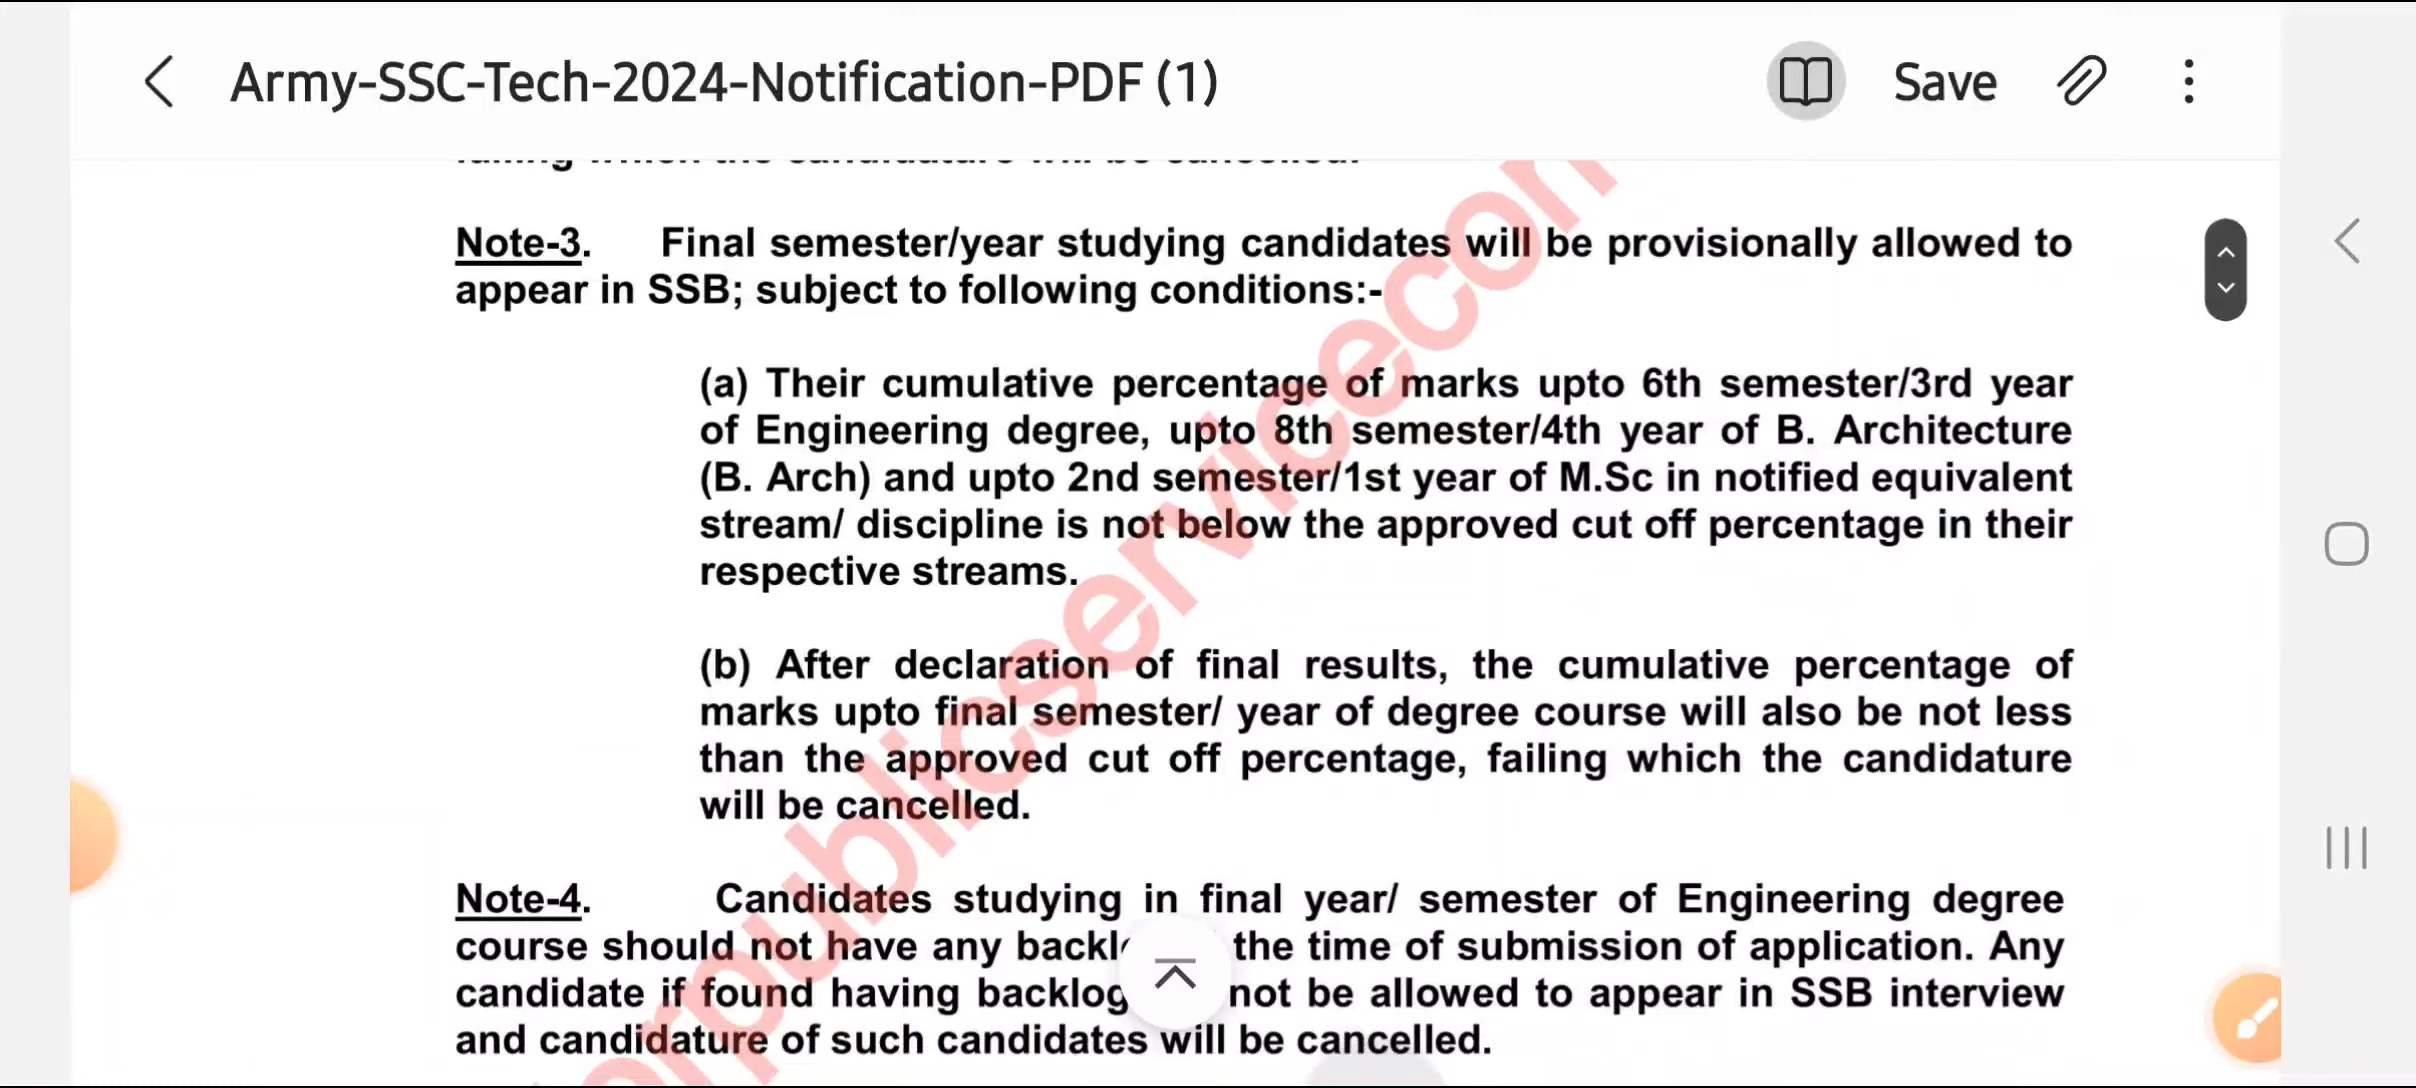 Army-SSC-Tech-2024-Notification-PDF (1)
Save
Note-3. Final semester/year studying candidates will be provisionally allowed to
appear in SSB; subject to following conditions:-
(a) Their cumulative percentage of marks upto 6th semester/3rd year
of Engineering degree, upto 8th semester/4th year of B. Architecture
(B. Arch) and upto 2nd semester/1st year of M.Sc in notified equivalent
stream/ discipline is not below the approved cut off percentage in their
respective streams.
(b) After declaration of final results, the cumulative percentage of
marks upto final semester/ year of degree course will also be not less
than the approved cut off percentage, failing which the candidature
will be cancelled.
Note-4. Candidates studying in final year/ semester of Engineering degree
course should not have any the time of submission of application. Any
candidate if found having backlog not be allowed to appear in SSB interview
and candidature of such candidates will be cancelled.